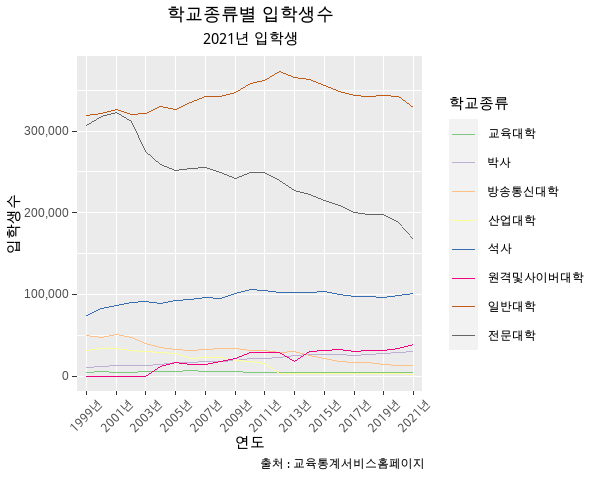 학교종류별 입학생수
2021년 입학생
입학생수
300,000
200,000
100,000
0
1999년 2001년 2003년 2005년 2007년 2009년 2011년 2013년 2015년 2017년 2019년 2021년
연도
학교종류
교육대학
박사
방송통신대학
산업대학
석사
원격및사이버대학
일반대학
전문대학
출처 : 교육통계서비스홈페이지